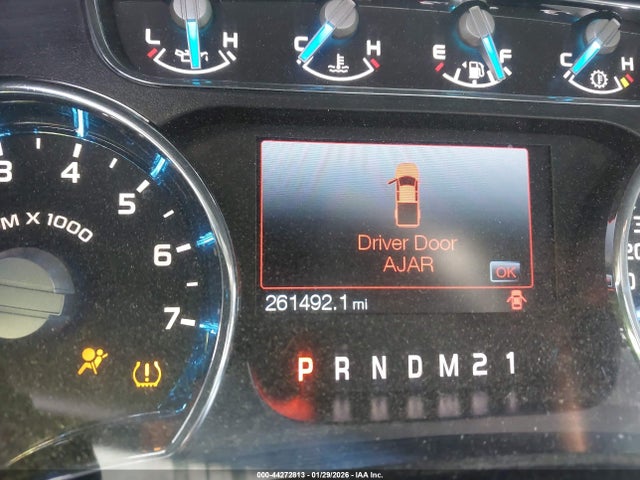 L H
C H
E F
C H
3 4 5 6 7
M X 1000
Driver Door
AJAR
OK
261492.1 mi
P R N D M 2 1
000-44272813 - 01/29/2026 - IAA Inc.